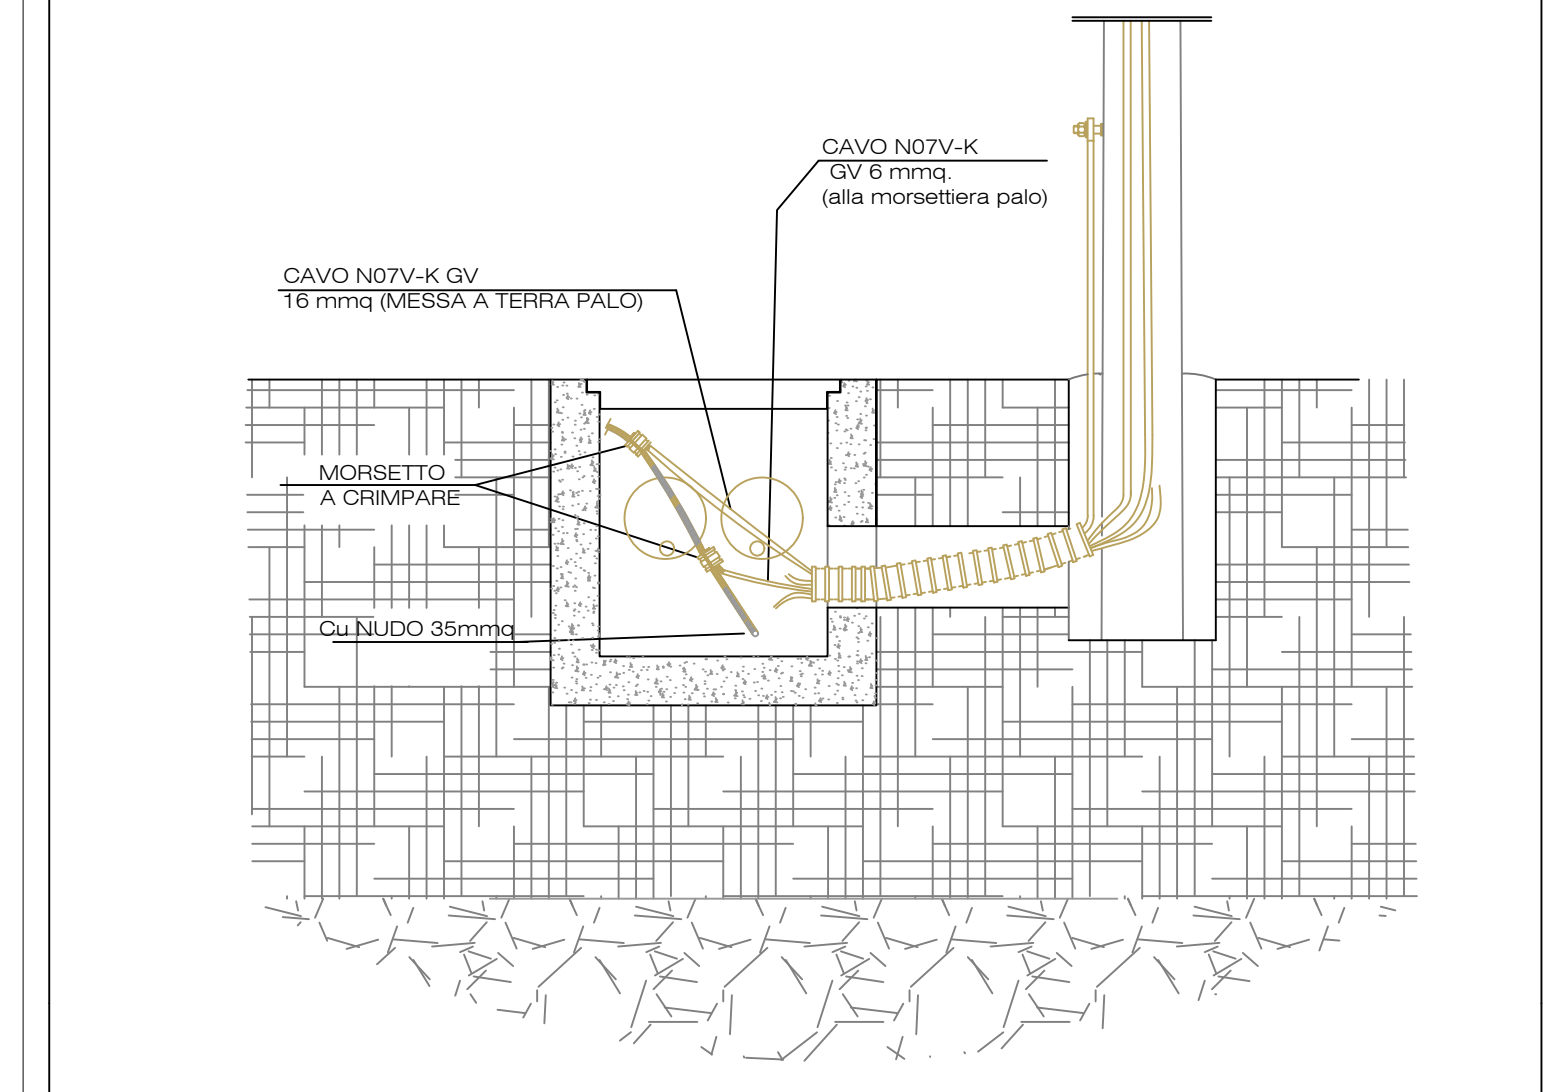 CAVO N07V-K
GV 6 mmq.
(alla morsettiera palo)
CAVO N07V-K GV
16 mmq (MESSA A TERRA PALO)
MORSETTO
A CRIMPARE
Cu NUDO 35mmq